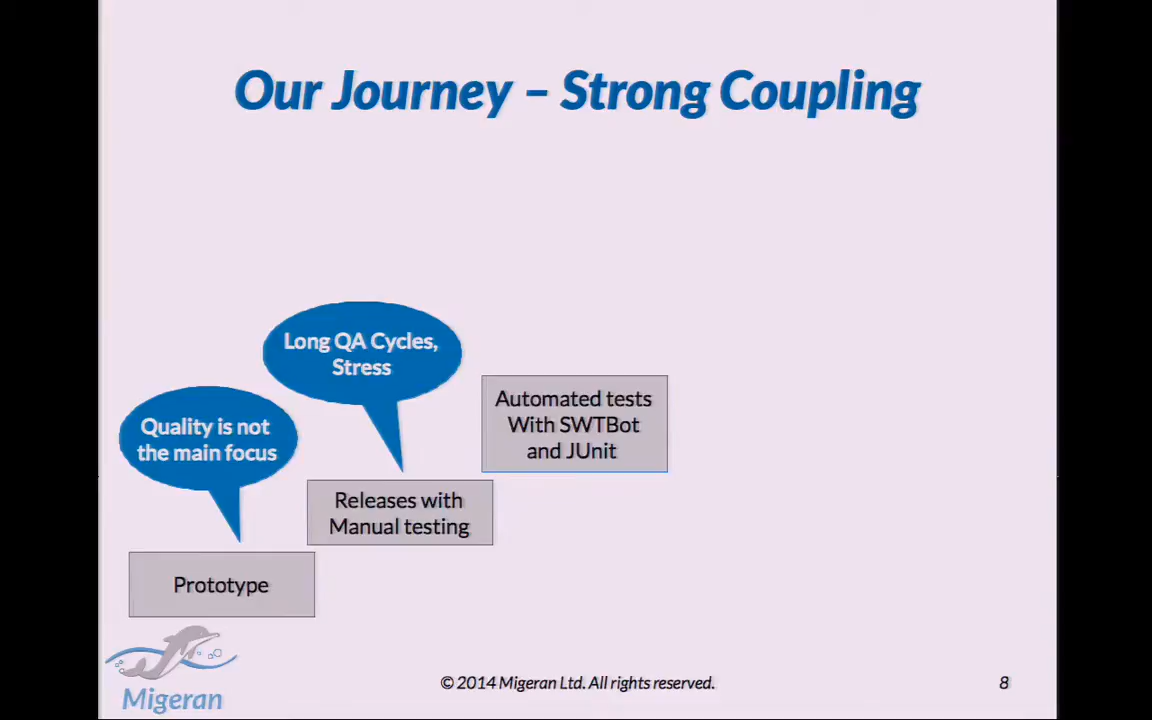 Our Journey – Strong Coupling
Long QA Cycles,
Stress
Automated tests
With SWTBot
and JUnit
Quality is not
the main focus
Releases with
Manual testing
Prototype
Migeran
© 2014 Migeran Ltd. All rights reserved.
8